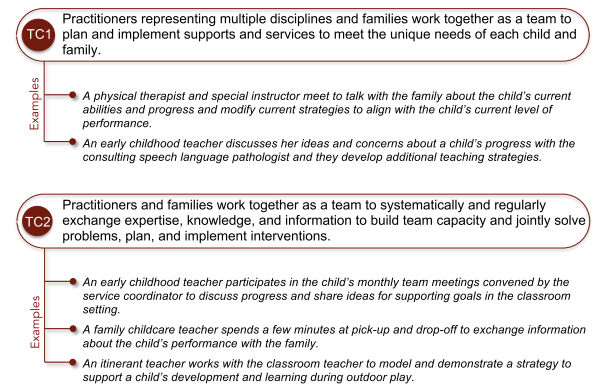 TC1
Practitioners representing multiple disciplines and families work together as a team to
plan and implement supports and services to meet the unique needs of each child and
family.
Examples
A physical therapist and special instructor meet to talk with the family about the child's current
abilities and progress and modify current strategies to align with the child's current level of
performance.
An early childhood teacher discusses her ideas and concerns about a child's progress with the
consulting speech language pathologist and they develop additional teaching strategies.
TC2
Practitioners and families work together as a team to systematically and regularly
exchange expertise, knowledge, and information to build team capacity and jointly solve
problems, plan, and implement interventions.
Examples
An early childhood teacher participates in the child's monthly team meetings convened by the
service coordinator to discuss progress and share ideas for supporting goals in the classroom
setting.
A family childcare teacher spends a few minutes at pick-up and drop-off to exchange information
about the child's performance with the family.
An itinerant teacher works with the classroom teacher to model and demonstrate a strategy to
support a child's development and learning during outdoor play.